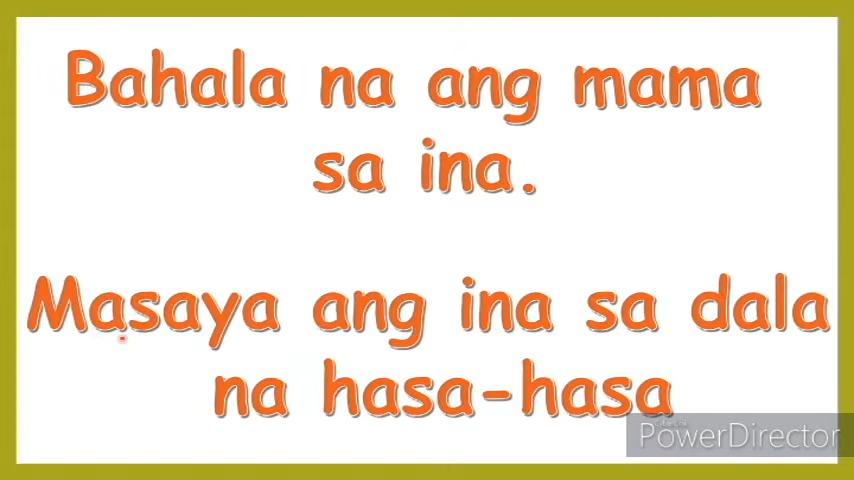 Bahala na ang mama
sa ina.
Masaya ang ina sa dala
na hasa-hasa
PowerDirector